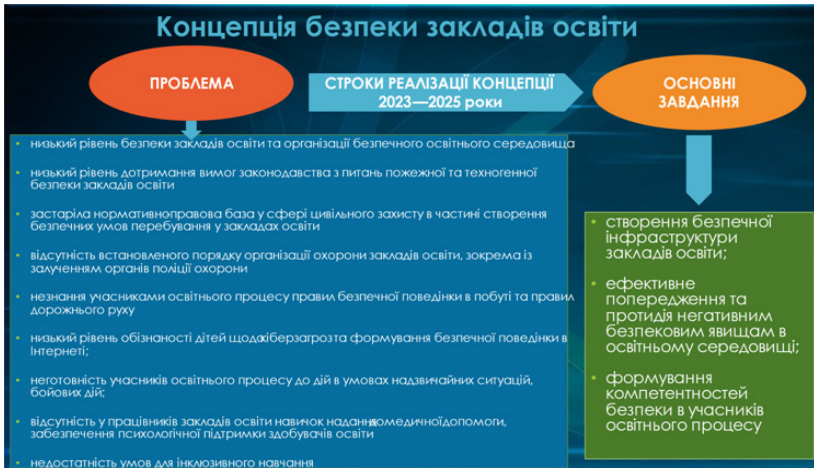 Концепція безпеки закладів освіти
ПРОБЛЕМА
СТРОКИ РЕАЛІЗАЦІЇ КОНЦЕПЦІЇ
2023—2025 роки
ОСНОВНІ
ЗАВДАННЯ
• низький рівень безпеки закладів освіти та організації безпечного освітнього середовища
• низький рівень дотримання вимог законодавства з питань пожежної та техногенної
безпеки закладів освіти
• застаріла нормативноправова база у сфері цивільного захисту в частині створення
безпечних умов перебування у закладах освіти
• відсутність встановленого порядку організації охорони закладів освіти, зокрема із
залученням органів поліції охорони
• незнання учасниками освітнього процесу правил безпечної поведінки в побуті та правил
дорожнього руху
• низький рівень обізнаності дітей щодо кіберзагроз та формування безпечної поведінки в
Інтернеті;
• неготовність учасників освітнього процесу до дій в умовах надзвичайних ситуацій,
бойових дій;
• відсутність у працівників закладів освіти навичок надання домедичної допомоги,
забезпечення психологічної підтримки здобувачів освіти
• недостатність умов для інклюзивного навчання
• створення безпечної
інфраструктури
закладів освіти;
• ефективне
попередження та
протидія негативним
безпековим явищам в
освітньому середовищі;
• формування
компетентностей
безпеки в учасників
освітнього процесу